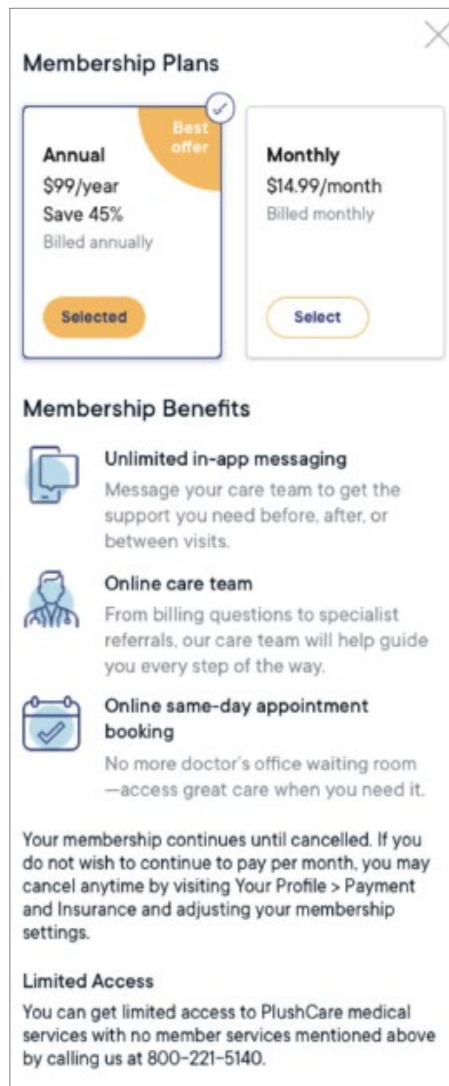 Membership Plans
Best
offer
Annual
$99/year
Save 45%
Billed annually
Selected
Monthly
$14.99/month
Billed monthly
Select
Membership Benefits
Unlimited in-app messaging
Message your care team to get the
support you need before, after, or
between visits.
Online care team
From billing questions to specialist
referrals, our care team will help guide
you every step of the way.
Online same-day appointment
booking
No more doctor's office waiting room
—access great care when you need it.
Your membership continues until cancelled. If you
do not wish to continue to pay per month, you may
cancel anytime by visiting Your Profile > Payment
and Insurance and adjusting your membership
settings.
Limited Access
You can get limited access to PlushCare medical
services with no member services mentioned above
by calling us at 800-221-5140.